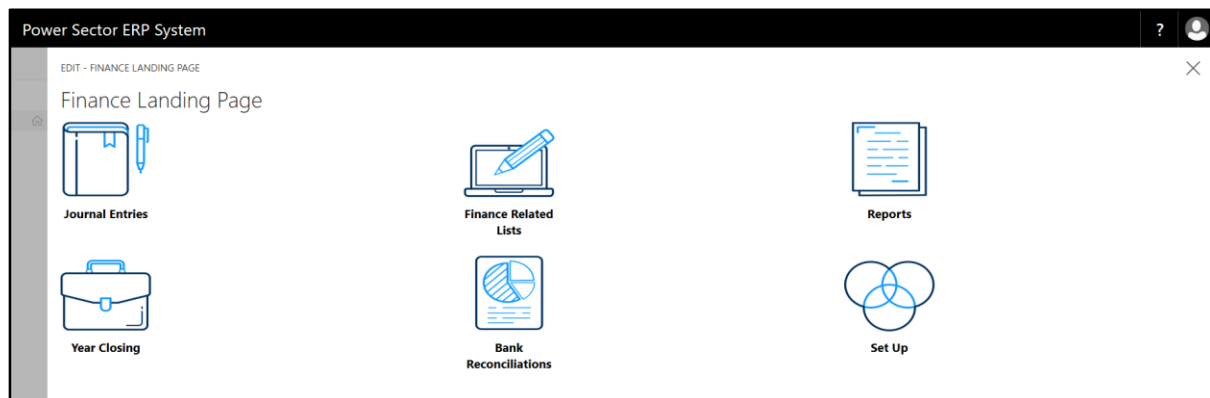 Power Sector ERP System
?
EDIT - FINANCE LANDING PAGE
Finance Landing Page
Journal Entries
Finance Related
Lists
Reports
Year Closing
Bank
Reconciliations
Set Up